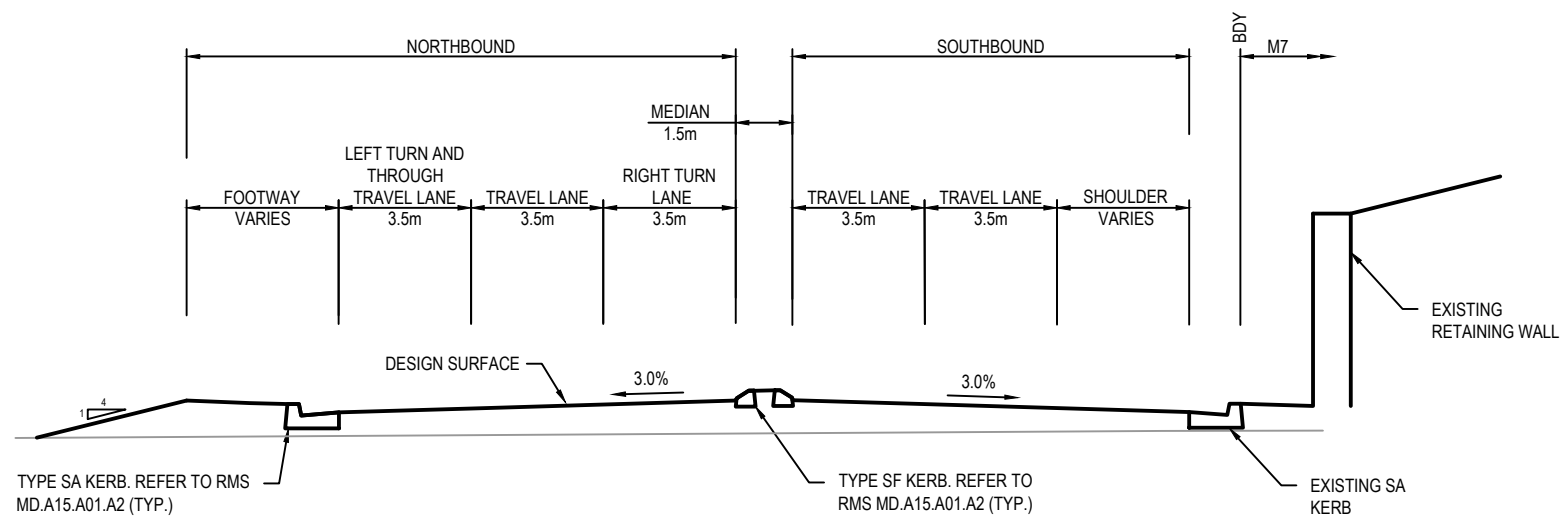 NORTHBOUND
SOUTHBOUND
BDY
M7
MEDIAN
1.5m
LEFT TURN AND
THROUGH
TRAVEL LANE
3.5m
FOOTWAY
VARIES
TRAVEL LANE
3.5m
RIGHT TURN
LANE
3.5m
TRAVEL LANE
3.5m
TRAVEL LANE
3.5m
SHOULDER
VARIES
EXISTING
RETAINING WALL
DESIGN SURFACE
3.0%
3.0%
4
1
TYPE SA KERB. REFER TO RMS
MD.A15.A01.A2 (TYP.)
TYPE SF KERB. REFER TO
RMS MD.A15.A01.A2 (TYP.)
EXISTING SA
KERB